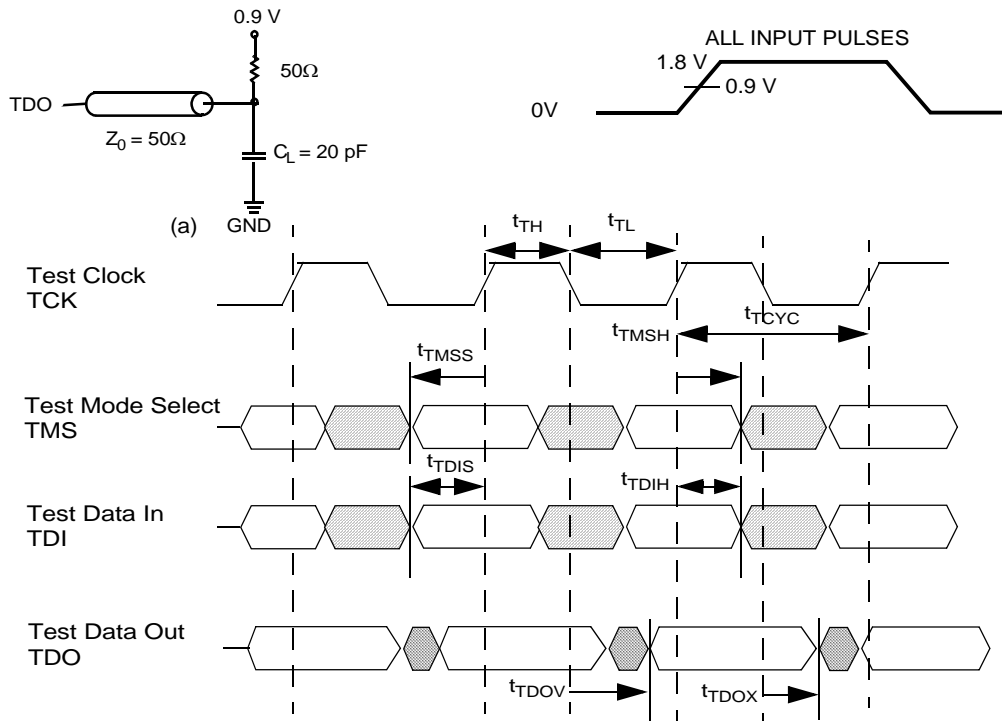 0.9 V
ALL INPUT PULSES
1.8 V
50Ω
0.9 V
TDO
0V
Z0 = 50Ω
CL = 20 pF
(a)
GND
tTH
tTL
Test Clock
TCK
tTMSH
tTCYC
tTMSS
Test Mode Select
TMS
tTDIS
tTDIH
Test Data In
TDI
Test Data Out
TDO
tTDOV
tTDOX